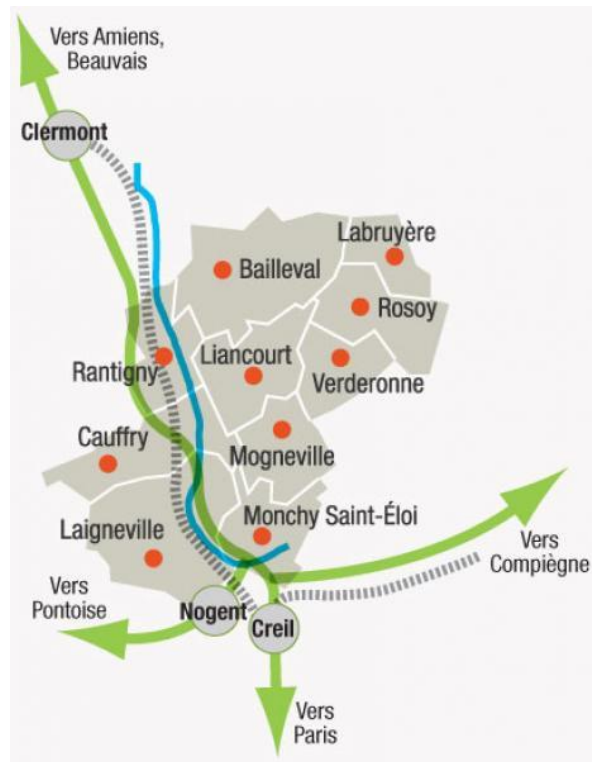 Vers Amiens,
Beauvais
Clermont
Labruyère
Bailleval
Rosoy
Liancourt
Rantigny
Verderonne
Cauffry
Mogneville
Monchy Saint-Éloi
Laigneville
Vers
Compiègne
Vers
Pontoise
Nogent
Creil
Vers
Paris